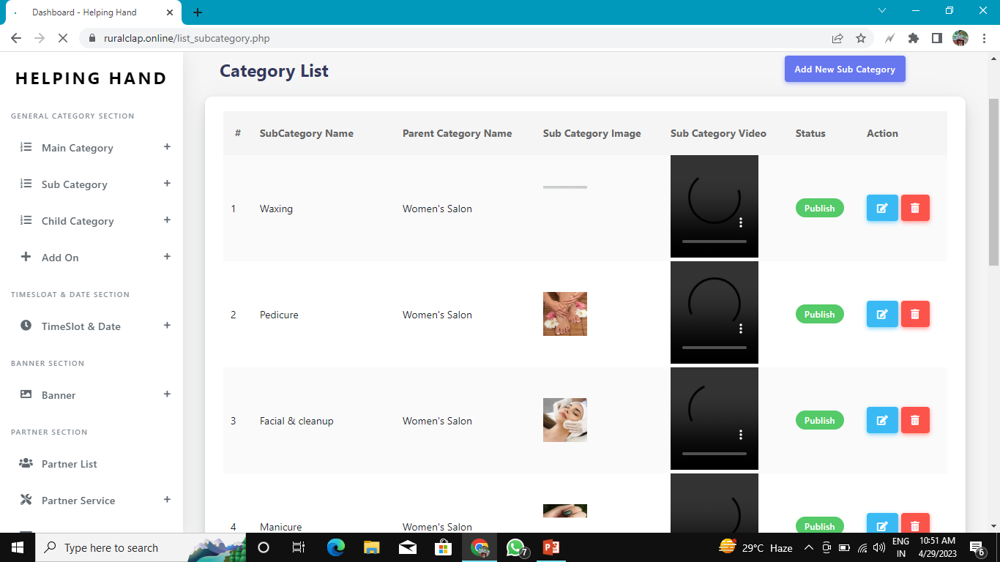 Dashboard - Helping Hand
ruralclap.online/list_subcategory.php
HELPING HAND
GENERAL CATEGORY SECTION
Main Category
Sub Category
Child Category
Add On
TIMESLOAT & DATE SECTION
TimeSlot & Date
BANNER SECTION
Banner
PARTNER SECTION
Partner List
Partner Service
Category List
Add New Sub Category
# SubCategory Name Parent Category Name Sub Category Image Sub Category Video Status Action
1 Waxing Women's Salon Publish
2 Pedicure Women's Salon Publish
3 Facial & cleanup Women's Salon Publish
4 Manicure Women's Salon Publish
Type here to search
7
29°C Haze
ENG
IN
10:51 AM
4/29/2023
6